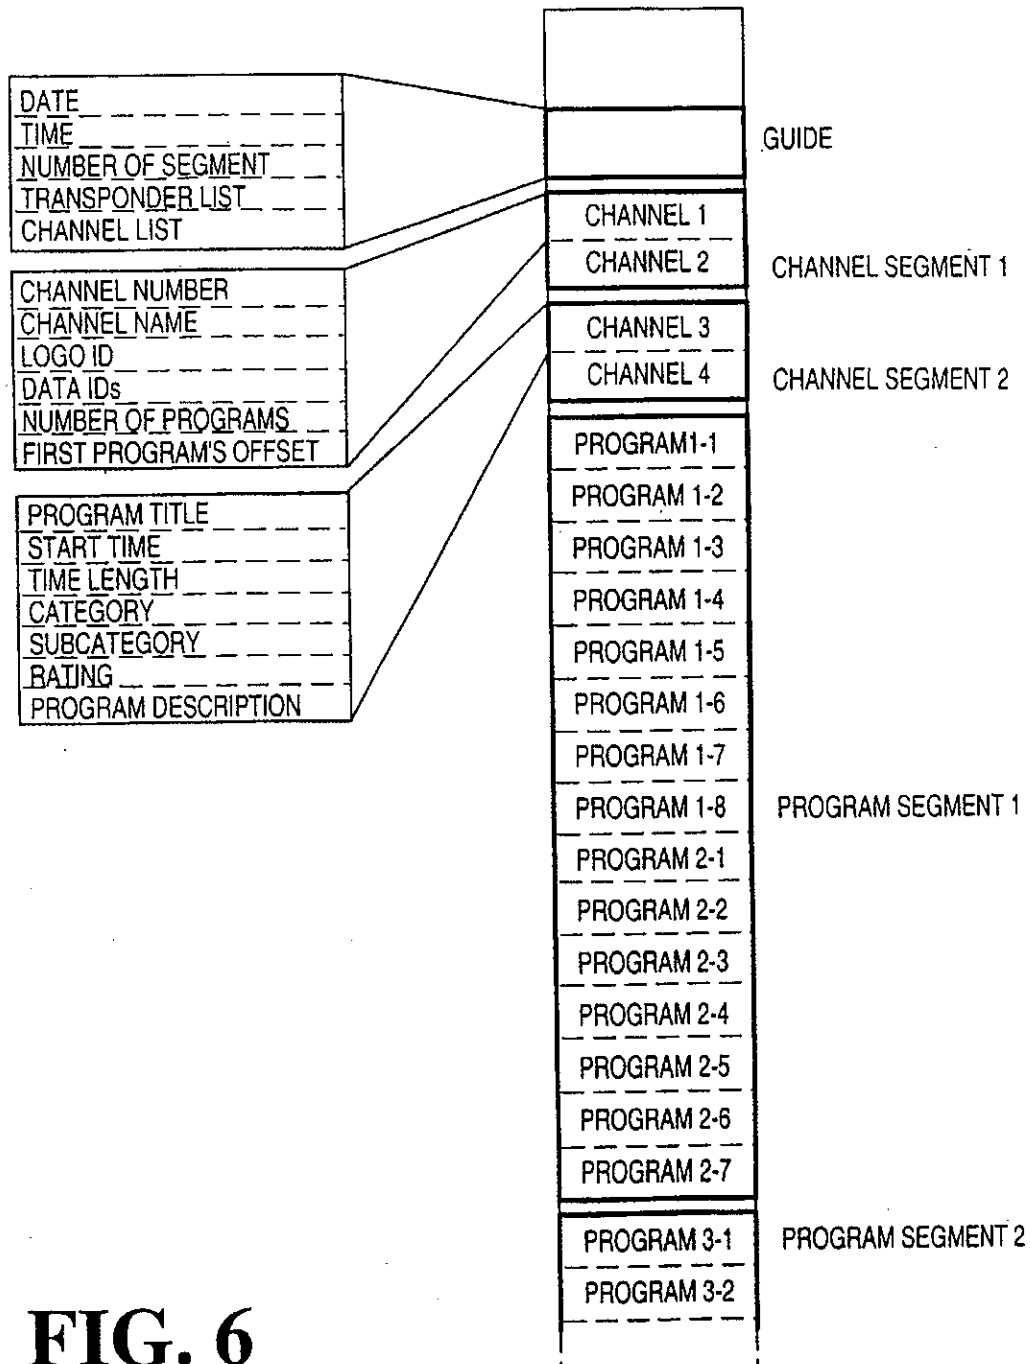 DATE
TIME
NUMBER OF SEGMENT
TRANSPONDER LIST
CHANNEL LIST
GUIDE
CHANNEL NUMBER
CHANNEL NAME
LOGO ID
DATA IDs
NUMBER OF PROGRAMS
FIRST PROGRAM'S OFFSET
CHANNEL 1
CHANNEL 2
CHANNEL SEGMENT 1
CHANNEL 3
CHANNEL 4
CHANNEL SEGMENT 2
PROGRAM TITLE
START TIME
TIME LENGTH
CATEGORY
SUBCATEGORY
RATING
PROGRAM DESCRIPTION
PROGRAM1-1
PROGRAM 1-2
PROGRAM 1-3
PROGRAM 1-4
PROGRAM 1-5
PROGRAM 1-6
PROGRAM 1-7
PROGRAM 1-8
PROGRAM SEGMENT 1
PROGRAM 2-1
PROGRAM 2-2
PROGRAM 2-3
PROGRAM 2-4
PROGRAM 2-5
PROGRAM 2-6
PROGRAM 2-7
PROGRAM 3-1
PROGRAM SEGMENT 2
PROGRAM 3-2
FIG. 6